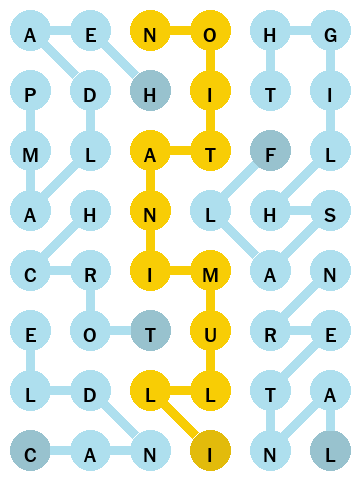 A E N O H G
P D H I T I
M L A T F L
A H N L H S
C R I M A N
E O T U R E
L D L L T A
C A N I N L